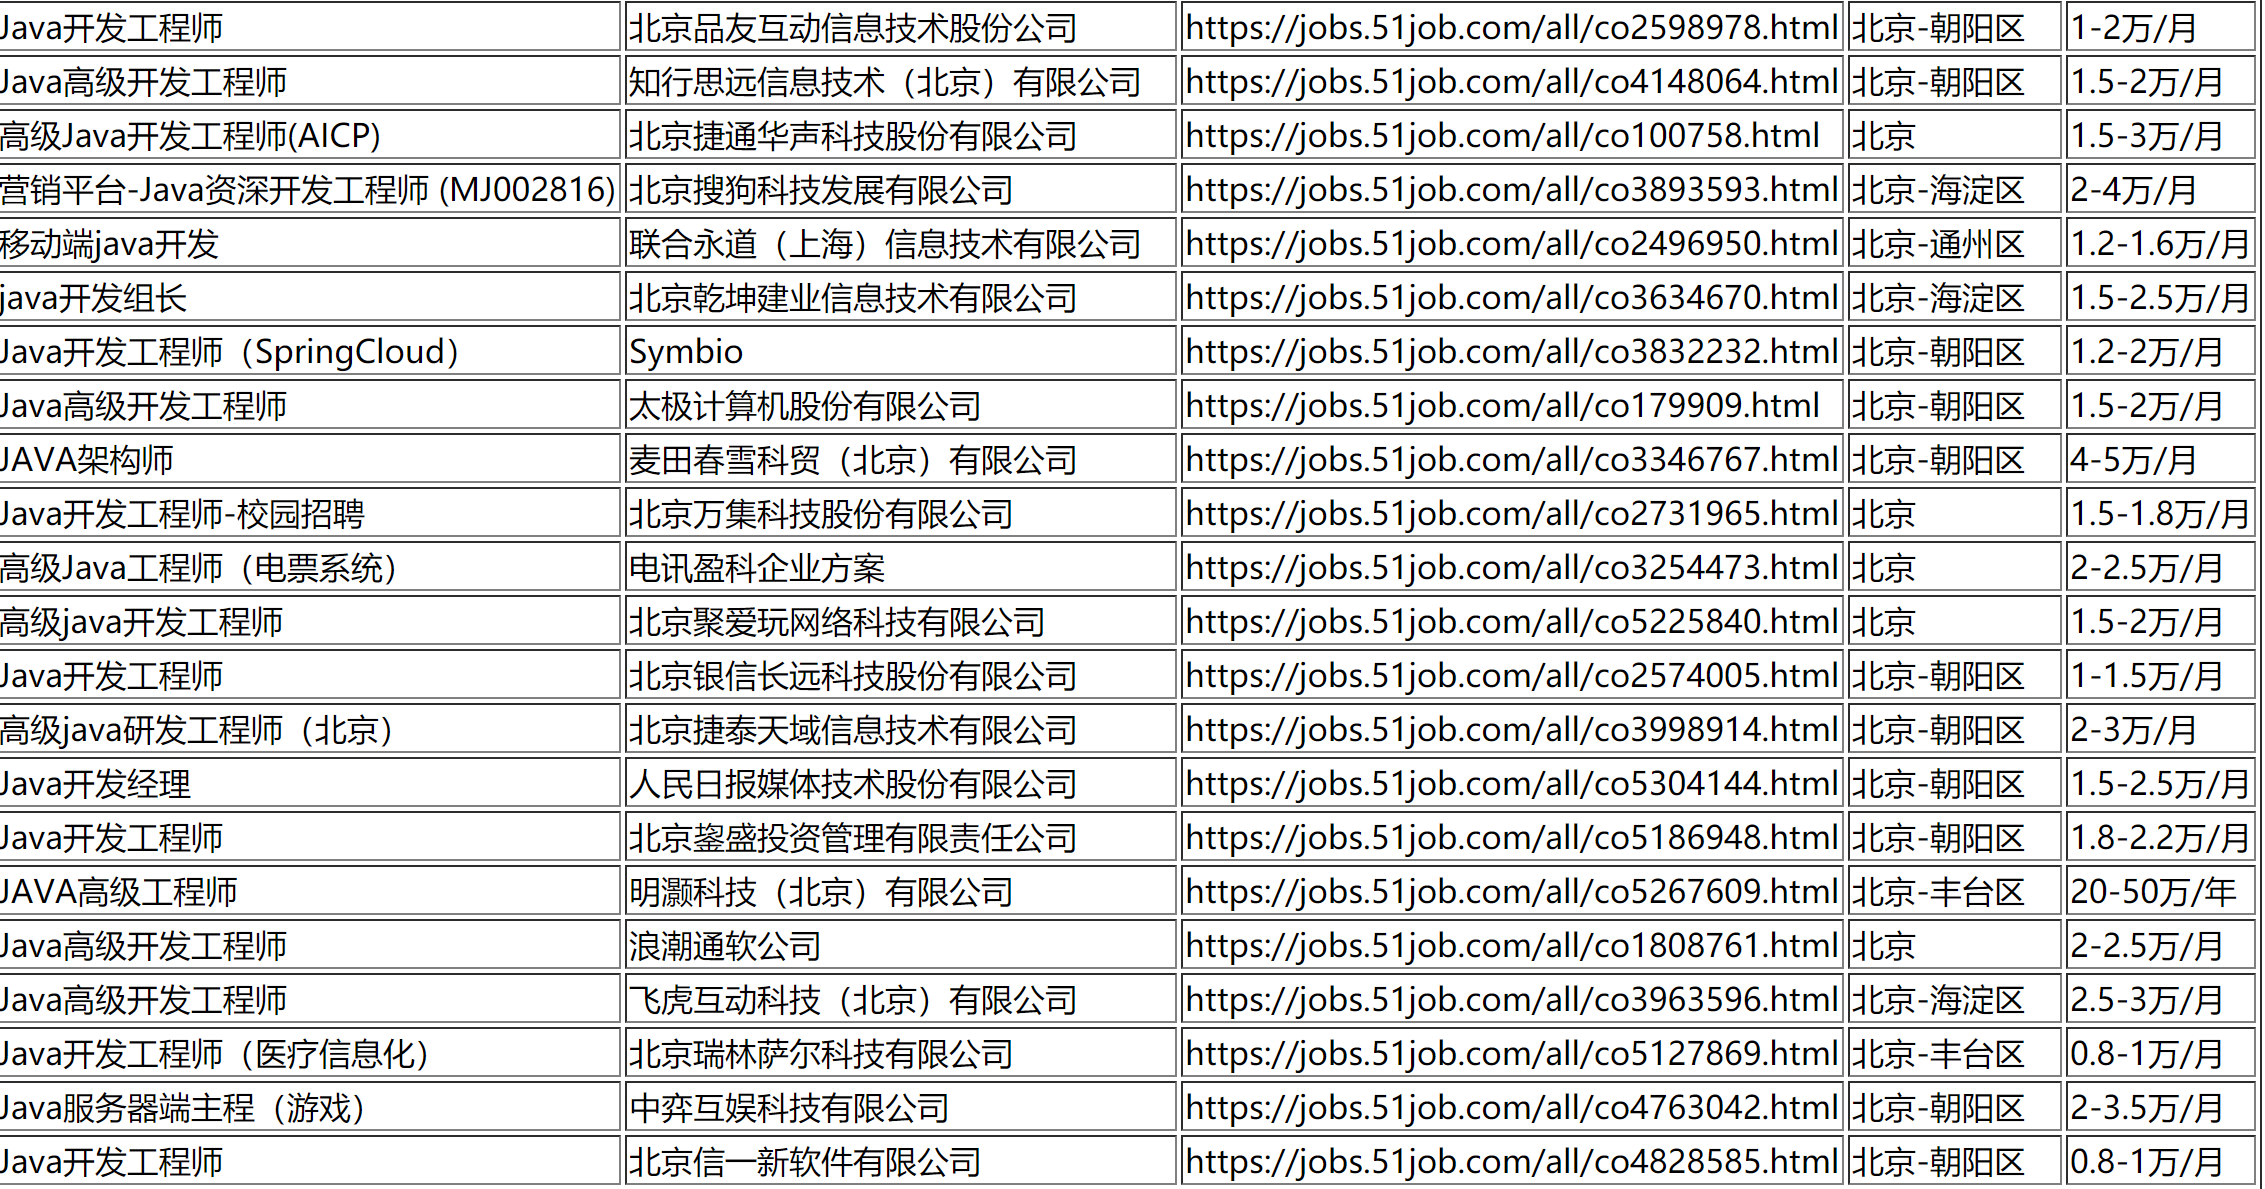 Java开发工程师 北京品友互动信息技术股份公司 https://jobs.51job.com/all/co2598978.html 北京-朝阳区 1-2万/月
Java高级开发工程师 知行思远信息技术（北京）有限公司 https://jobs.51job.com/all/co4148064.html 北京-朝阳区 1.5-2万/月
高级Java开发工程师(AICP) 北京捷通华声科技股份有限公司 https://jobs.51job.com/all/co100758.html 北京 1.5-3万/月
营销平台-Java资深开发工程师 (MJ002816) 北京搜狗科技发展有限公司 https://jobs.51job.com/all/co3893593.html 北京-海淀区 2-4万/月
移动端java开发 联合永道（上海）信息技术有限公司 https://jobs.51job.com/all/co2496950.html 北京-通州区 1.2-1.6万/月
java开发组长 北京乾坤建业信息技术有限公司 https://jobs.51job.com/all/co3634670.html 北京-海淀区 1.5-2.5万/月
Java开发工程师（SpringCloud） Symbio https://jobs.51job.com/all/co3832232.html 北京-朝阳区 1.2-2万/月
Java高级开发工程师 太极计算机股份有限公司 https://jobs.51job.com/all/co179909.html 北京-朝阳区 1.5-2万/月
JAVA架构师 麦田春雪科贸（北京）有限公司 https://jobs.51job.com/all/co3346767.html 北京-朝阳区 4-5万/月
Java开发工程师-校园招聘 北京万集科技股份有限公司 https://jobs.51job.com/all/co2731965.html 北京 1.5-1.8万/月
高级Java工程师（电票系统） 电讯盈科企业方案 https://jobs.51job.com/all/co3254473.html 北京 2-2.5万/月
高级java开发工程师 北京聚爱玩网络科技有限公司 https://jobs.51job.com/all/co5225840.html 北京 1.5-2万/月
Java开发工程师 北京银信长远科技股份有限公司 https://jobs.51job.com/all/co2574005.html 北京-朝阳区 1-1.5万/月
高级java研发工程师（北京） 北京捷泰天域信息技术有限公司 https://jobs.51job.com/all/co3998914.html 北京-朝阳区 2-3万/月
Java开发经理 人民日报媒体技术股份有限公司 https://jobs.51job.com/all/co5304144.html 北京-朝阳区 1.5-2.5万/月
Java开发工程师 北京鋆盛投资管理有限责任公司 https://jobs.51job.com/all/co5186948.html 北京-朝阳区 1.8-2.2万/月
JAVA高级工程师 明灏科技（北京）有限公司 https://jobs.51job.com/all/co5267609.html 北京-丰台区 20-50万/年
Java高级开发工程师 浪潮通软公司 https://jobs.51job.com/all/co1808761.html 北京 2-2.5万/月
Java高级开发工程师 飞虎互动科技（北京）有限公司 https://jobs.51job.com/all/co3963596.html 北京-海淀区 2.5-3万/月
Java开发工程师（医疗信息化） 北京瑞林萨尔科技有限公司 https://jobs.51job.com/all/co5127869.html 北京-丰台区 0.8-1万/月
Java服务器端主程（游戏） 中弈互娱科技有限公司 https://jobs.51job.com/all/co4763042.html 北京-朝阳区 2-3.5万/月
Java开发工程师 北京信一新软件有限公司 https://jobs.51job.com/all/co4828585.html 北京-朝阳区 0.8-1万/月